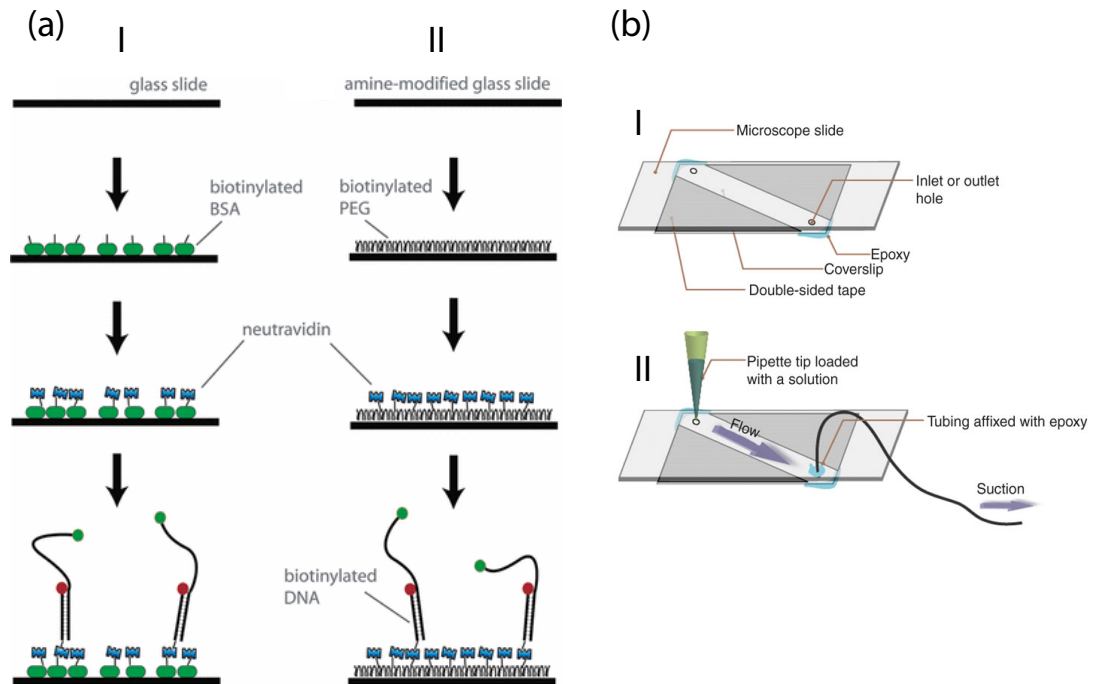 (a)
I
II
glass slide
amine-modified glass slide
biotinylated
BSA
biotinylated
PEG
neutravidin
biotinylated
DNA
(b)
I
Microscope slide
Inlet or outlet
hole
Epoxy
Coverslip
Double-sided tape
II
Pipette tip loaded
with a solution
Flow
Tubing affixed with epoxy
Suction